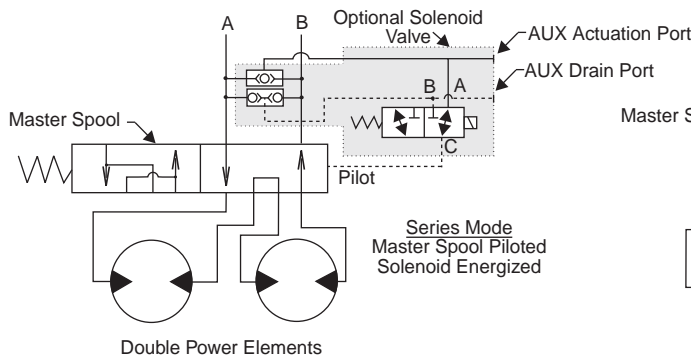 A
B
Optional Solenoid
Valve
AUX Actuation Port
AUX Drain Port
B
A
Master Spool
Master S
C
Pilot
Series Mode
Master Spool Piloted
Solenoid Energized
Double Power Elements